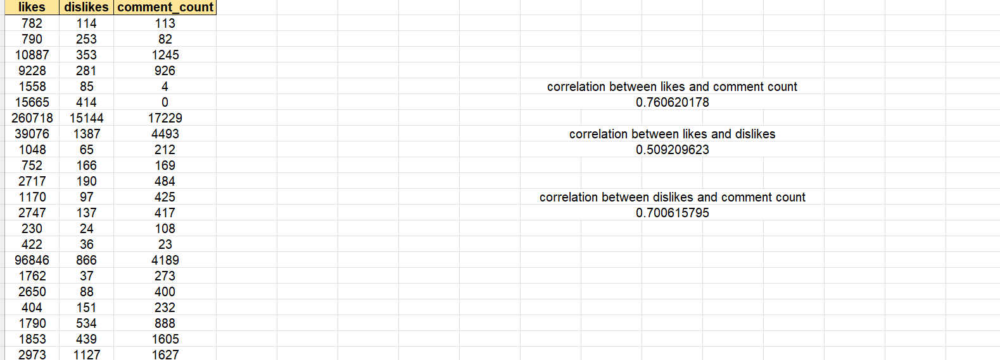 likes dislikes comment_count
782 114 113
790 253 82
10887 353 1245
9228 281 926
1558 85 4 correlation between likes and comment count
15665 414 0 0.760620178
260718 15144 17229
39076 1387 4493 correlation between likes and dislikes
1048 65 212 0.509209623
752 166 169
2717 190 484
1170 97 425 correlation between dislikes and comment count
2747 137 417 0.700615795
230 24 108
422 36 23
96846 866 4189
1762 37 273
2650 88 400
404 151 232
1790 534 888
1853 439 1605
2973 1127 1627